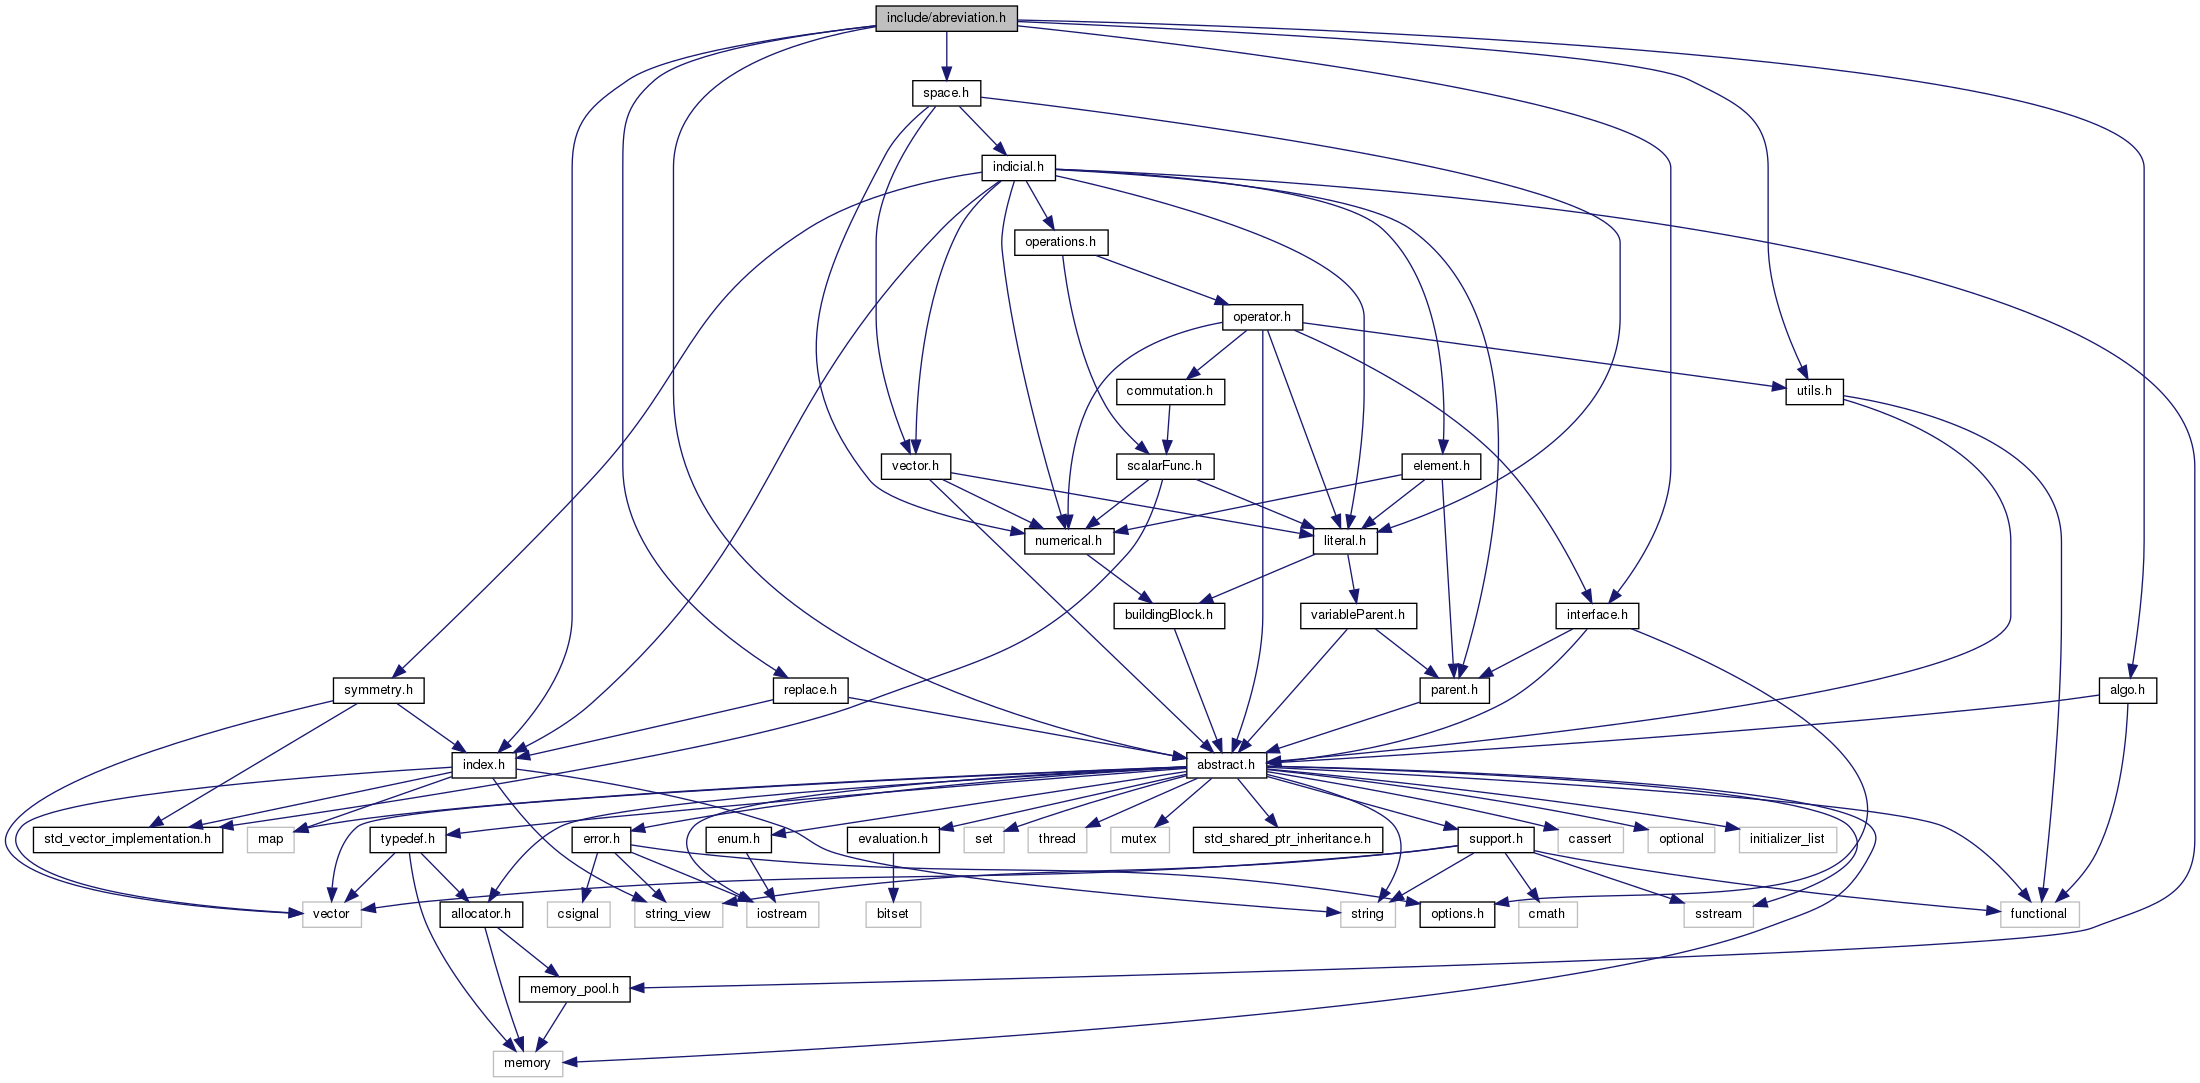 include/abreviation.h
space.h
indicial.h
operations.h
operator.h
commutation.h
utils.h
vector.h
scalarFunc.h
element.h
numerical.h
literal.h
buildingBlock.h
variableParent.h
interface.h
symmetry.h
replace.h
parent.h
algo.h
index.h
abstract.h
std_vector_implementation.h
map
typedef.h
error.h
enum.h
evaluation.h
set
thread
mutex
std_shared_ptr_inheritance.h
support.h
cassert
optional
initializer_list
vector
allocator.h
csignal
string_view
iostream
bitset
string
options.h
cmath
sstream
functional
memory_pool.h
memory